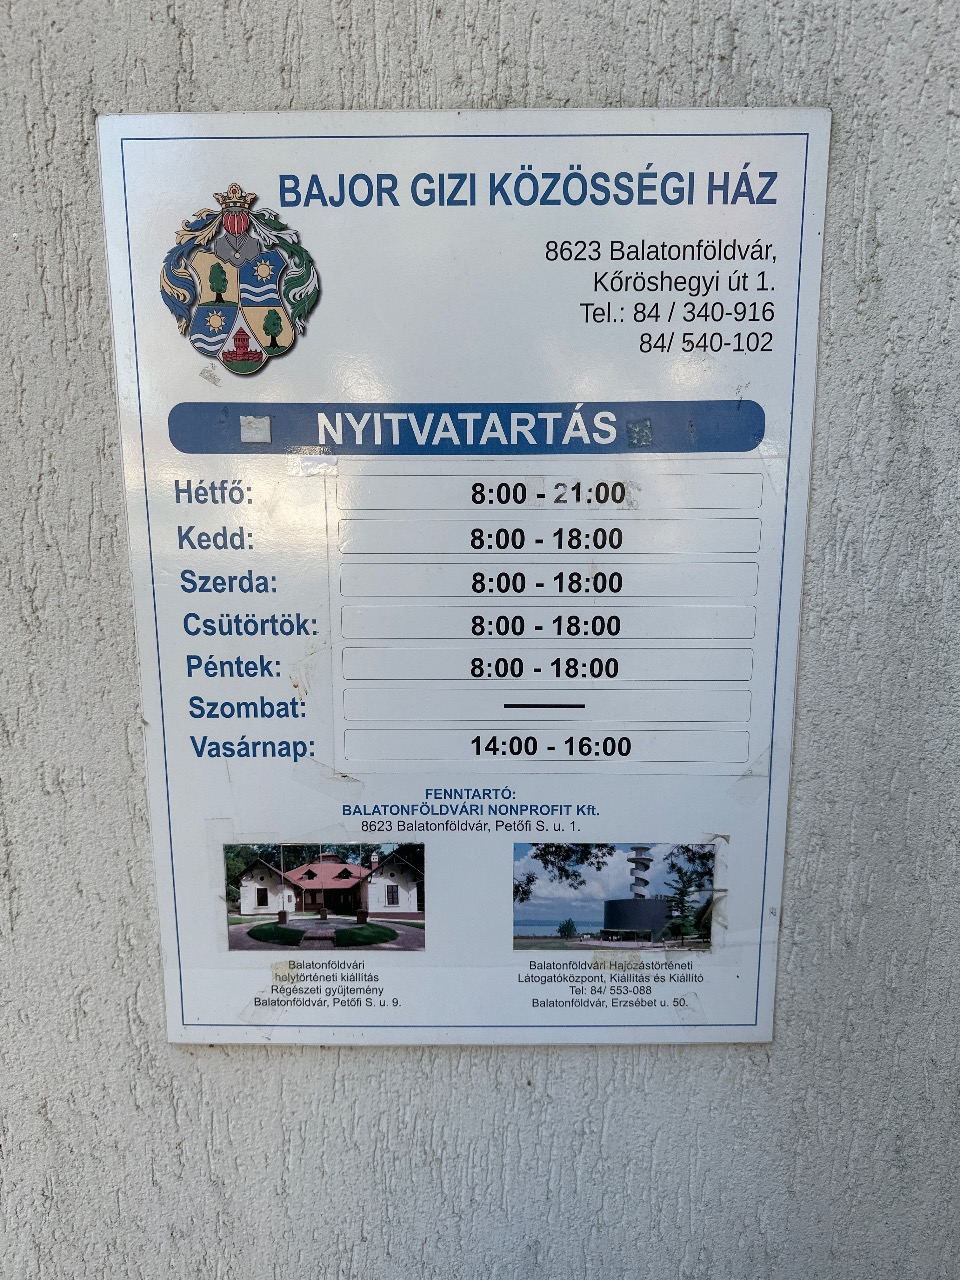 BAJOR GIZI KÖZÖSSÉGI HÁZ
8623 Balatonföldvár,
Kőröshegyi út 1.
Tel.: 84 / 340-916
84/ 540-102
NYITVATARTÁS
Hétfő: 8:00 - 21:00
Kedd: 8:00 - 18:00
Szerda: 8:00 - 18:00
Csütörtök: 8:00 - 18:00
Péntek: 8:00 - 18:00
Szombat: —
Vasárnap: 14:00 - 16:00
FENNTARTÓ:
BALATONFÖLDVÁRI NONPROFIT Kft.
8623 Balatonföldvár, Petőfi S. u. 1.
Balatonföldvári
helytörténeti kiállítás
Régészeti gyűjtemény
Balatonföldvár, Petőfi S. u. 9.
Balatonföldvári Hajózástörténeti
Látogatóközpont, Kiállítás és Kiállító
Tel: 84/ 553-088
Balatonföldvár, Erzsébet u. 50.